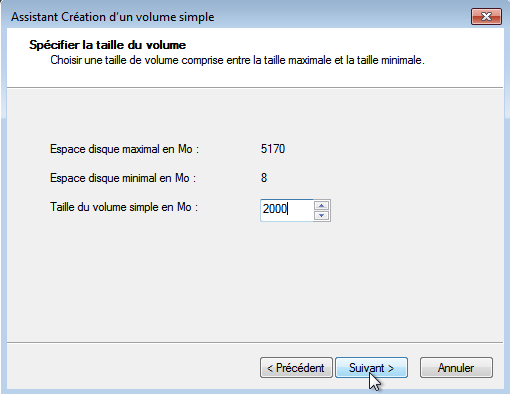 Assistant Création d'un volume simple
Spécifier la taille du volume
Choisir une taille de volume comprise entre la taille maximale et la taille minimale.
Espace disque maximal en Mo : 5170
Espace disque minimal en Mo : 8
Taille du volume simple en Mo : 2000
< Précédent Suivant > Annuler